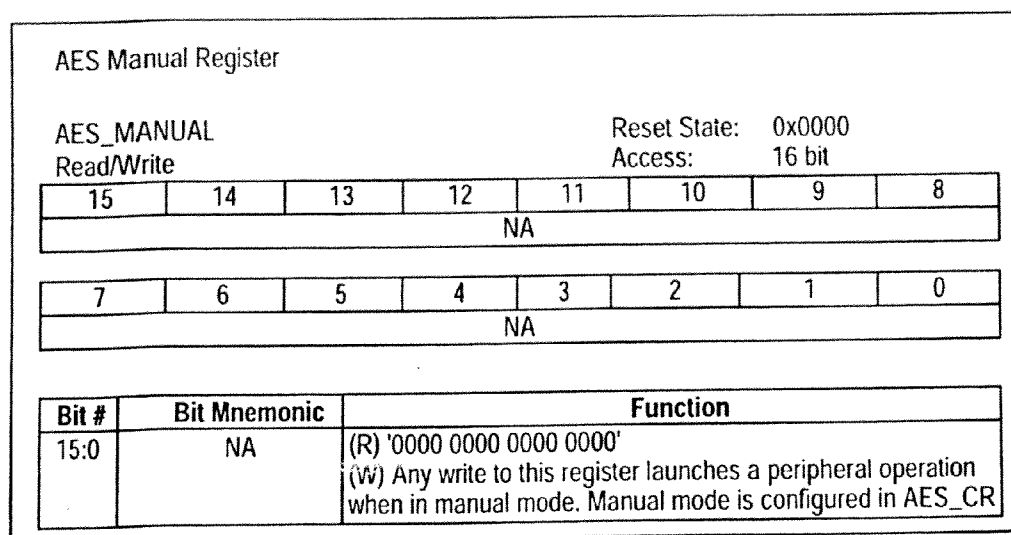 AES Manual Register
AES_MANUAL Reset State: 0x0000
Read/Write Access: 16 bit
15 14 13 12 11 10 9 8
NA
7 6 5 4 3 2 1 0
NA
Bit # Bit Mnemonic Function
15:0 NA (R) '0000 0000 0000 0000'
(W) Any write to this register launches a peripheral operation
when in manual mode. Manual mode is configured in AES_CR